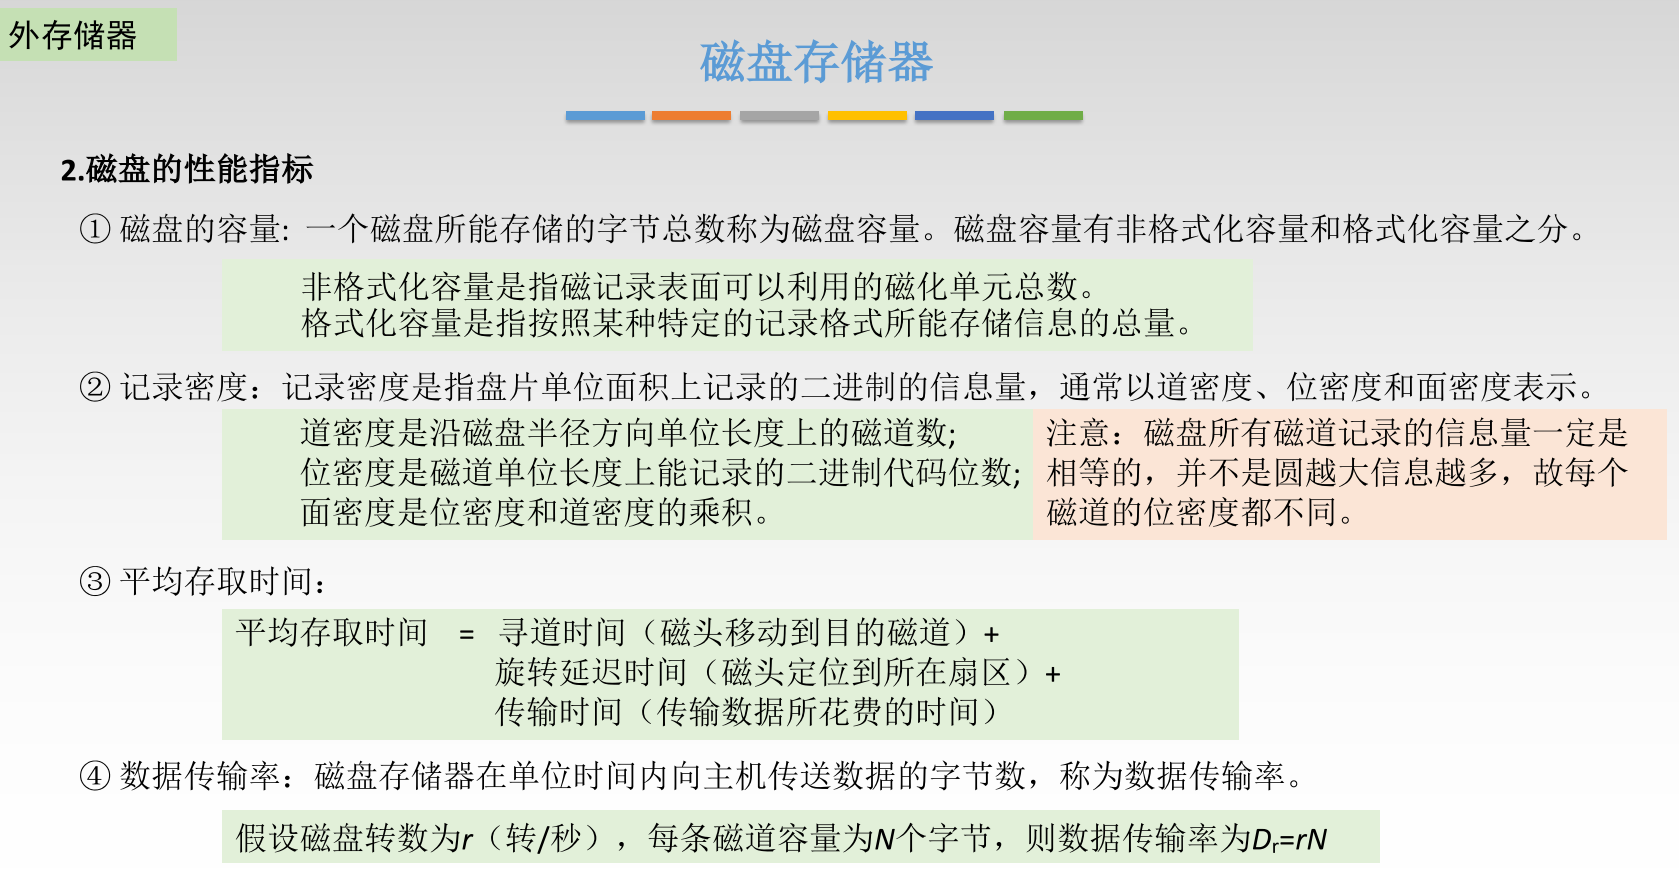 外存储器
磁盘存储器
2.磁盘的性能指标
① 磁盘的容量: 一个磁盘所能存储的字节总数称为磁盘容量。磁盘容量有非格式化容量和格式化容量之分。
非格式化容量是指磁记录表面可以利用的磁化单元总数。
格式化容量是指按照某种特定的记录格式所能存储信息的总量。
② 记录密度：记录密度是指盘片单位面积上记录的二进制的信息量，通常以道密度、位密度和面密度表示。
道密度是沿磁盘半径方向单位长度上的磁道数;
位密度是磁道单位长度上能记录的二进制代码位数;
面密度是位密度和道密度的乘积。
注意：磁盘所有磁道记录的信息量一定是
相等的，并不是圆越大信息越多，故每个
磁道的位密度都不同。
③ 平均存取时间：
平均存取时间 = 寻道时间（磁头移动到目的磁道）+
旋转延迟时间（磁头定位到所在扇区）+
传输时间（传输数据所花费的时间）
④ 数据传输率：磁盘存储器在单位时间内向主机传送数据的字节数，称为数据传输率。
假设磁盘转数为r（转/秒），每条磁道容量为N个字节，则数据传输率为Dr=rN